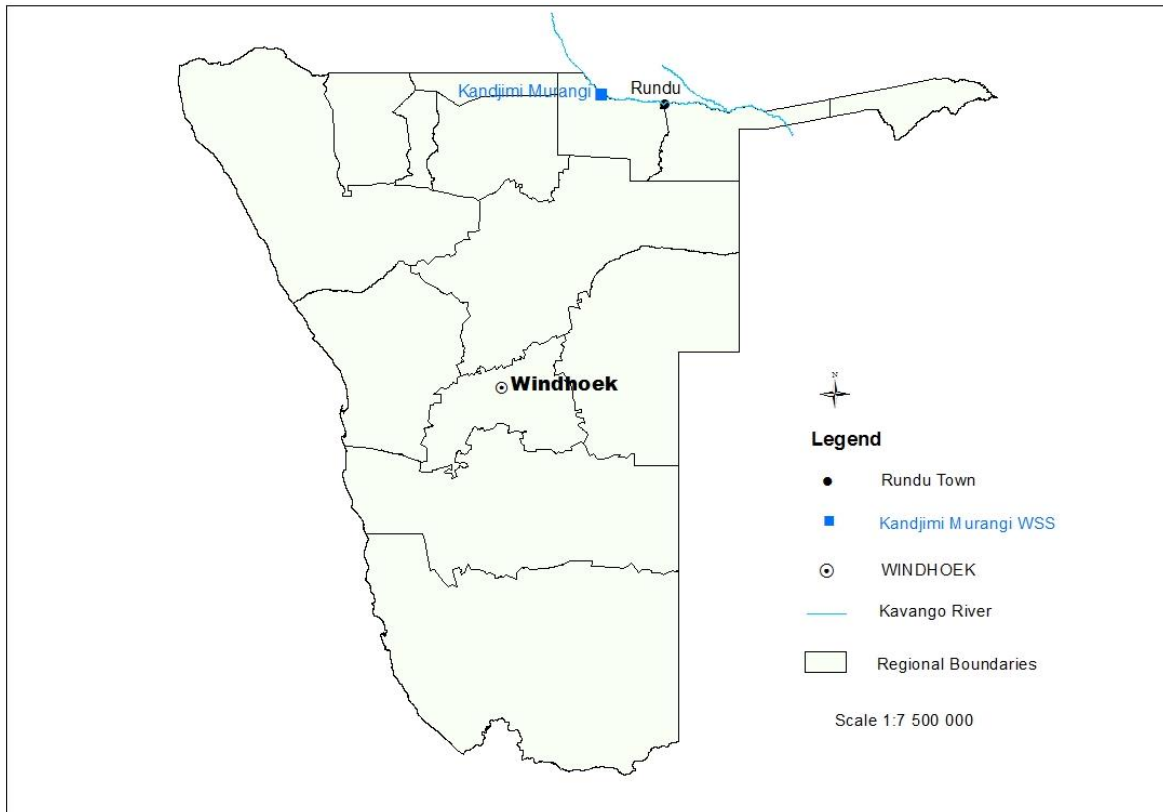 Kandjimi Murangi
Rundu
Windhoek
N
Legend
Rundu Town
Kandjimi Murangi WSS
WINDHOEK
Kavango River
Regional Boundaries
Scale 1:7 500 000